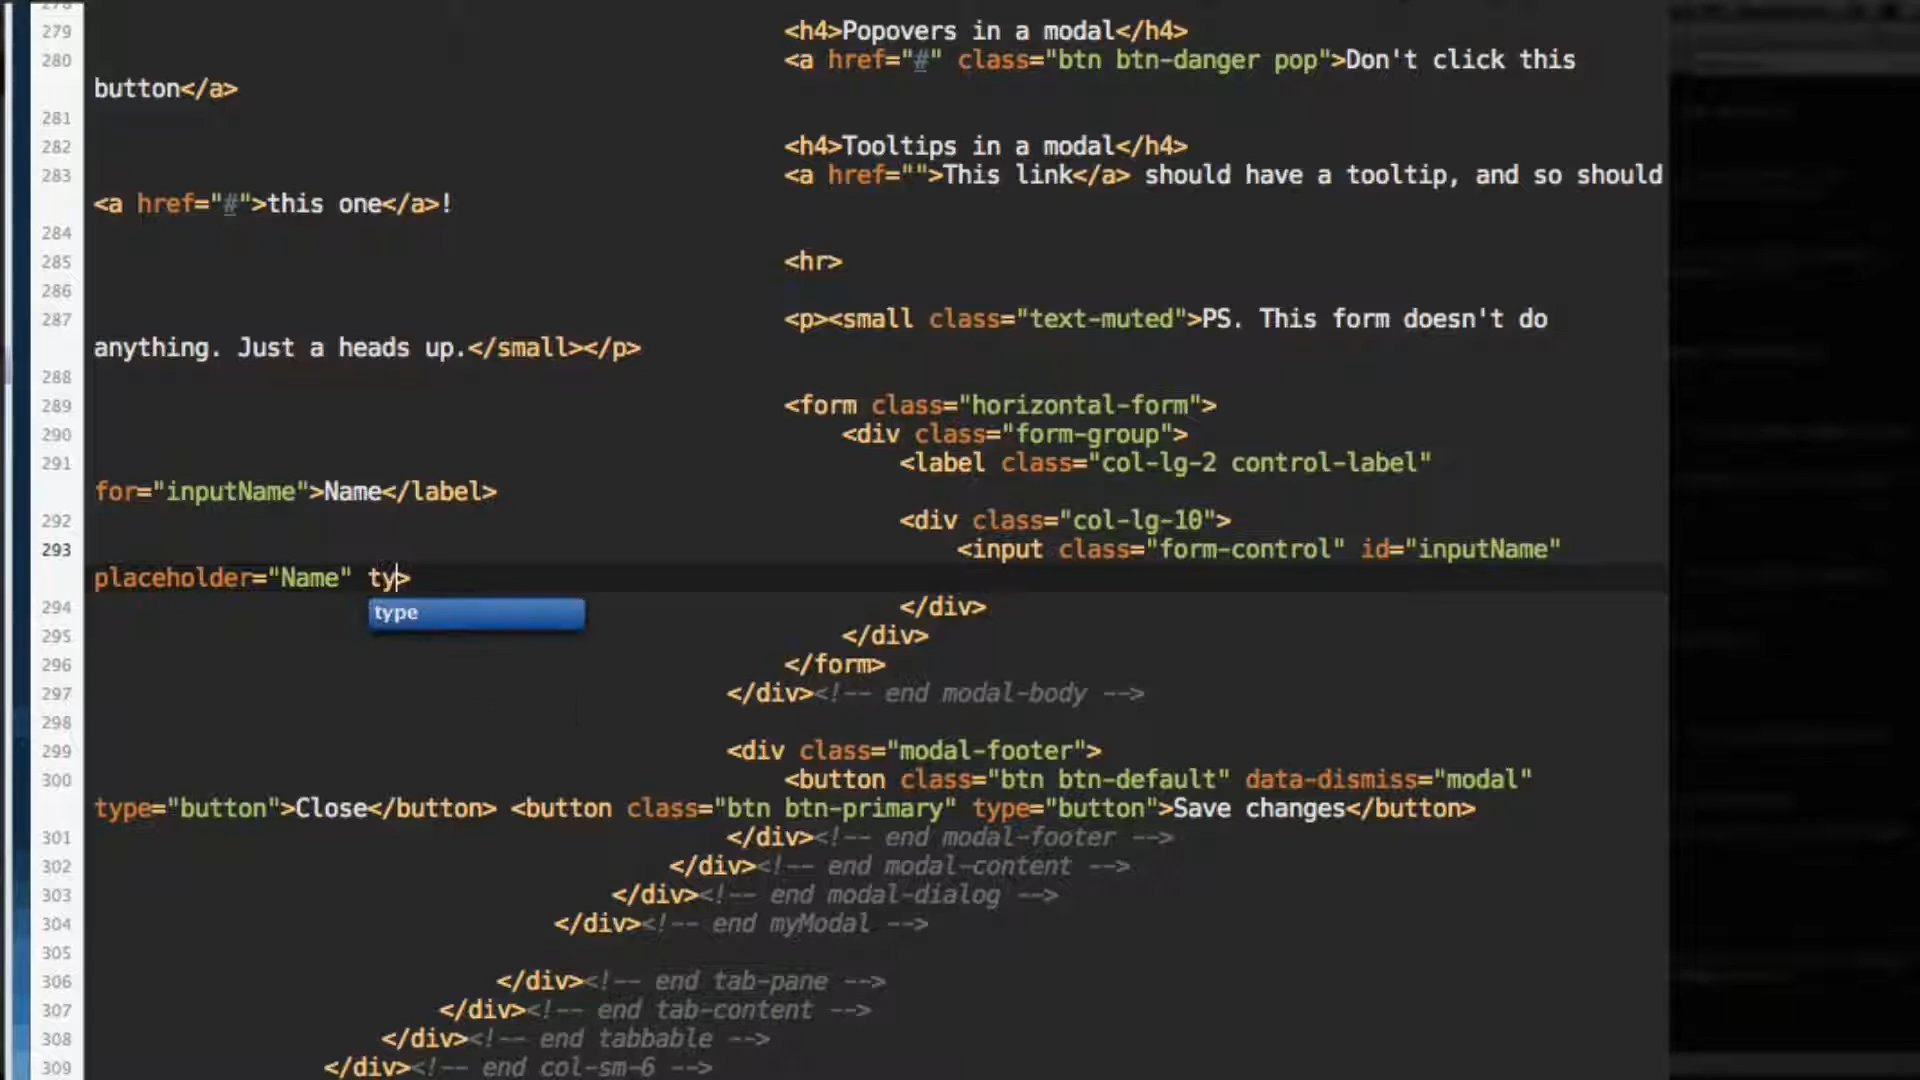 279 <h4>Popovers in a modal</h4>
280 <a href="#" class="btn btn-danger pop">Don't click this
button</a>
281
282 <h4>Tooltips in a modal</h4>
283 <a href="">This link</a> should have a tooltip, and so should
<a href="#">this one</a>!
284
285 <hr>
286
287 <p><small class="text-muted">PS. This form doesn't do
anything. Just a heads up.</small></p>
288
289 <form class="horizontal-form">
290 <div class="form-group">
291 <label class="col-lg-2 control-label"
for="inputName">Name</label>
292 <div class="col-lg-10">
293 <input class="form-control" id="inputName"
placeholder="Name" ty>
type
294 </div>
295 </div>
296 </form>
297 </div><!-- end modal-body -->
298
299 <div class="modal-footer">
300 <button class="btn btn-default" data-dismiss="modal"
type="button">Close</button> <button class="btn btn-primary" type="button">Save changes</button>
301 </div><!-- end modal-footer -->
302 </div><!-- end modal-content -->
303 </div><!-- end modal-dialog -->
304 </div><!-- end myModal -->
305
306 </div><!-- end tab-pane -->
307 </div><!-- end tab-content -->
308 </div><!-- end tabbable -->
309 </div><!-- end col-sm-6 -->